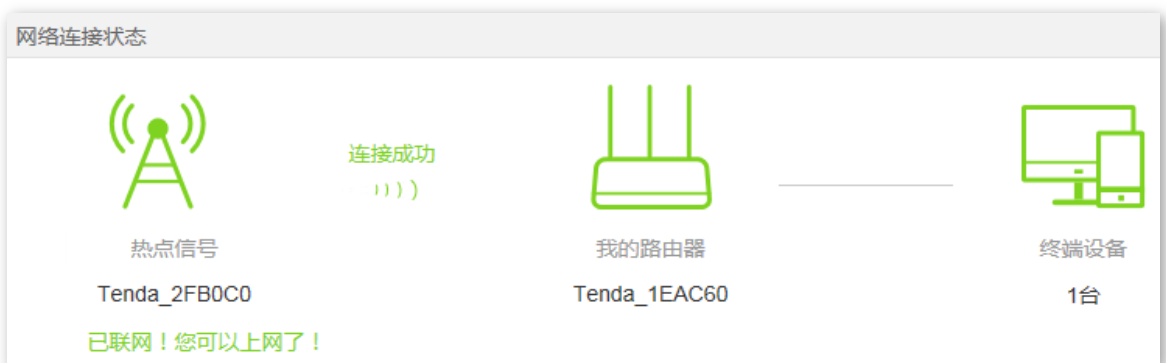 网络连接状态
连接成功
热点信号
我的路由器
终端设备
Tenda_2FB0C0
Tenda_1EAC60
1台
已联网！您可以上网了！